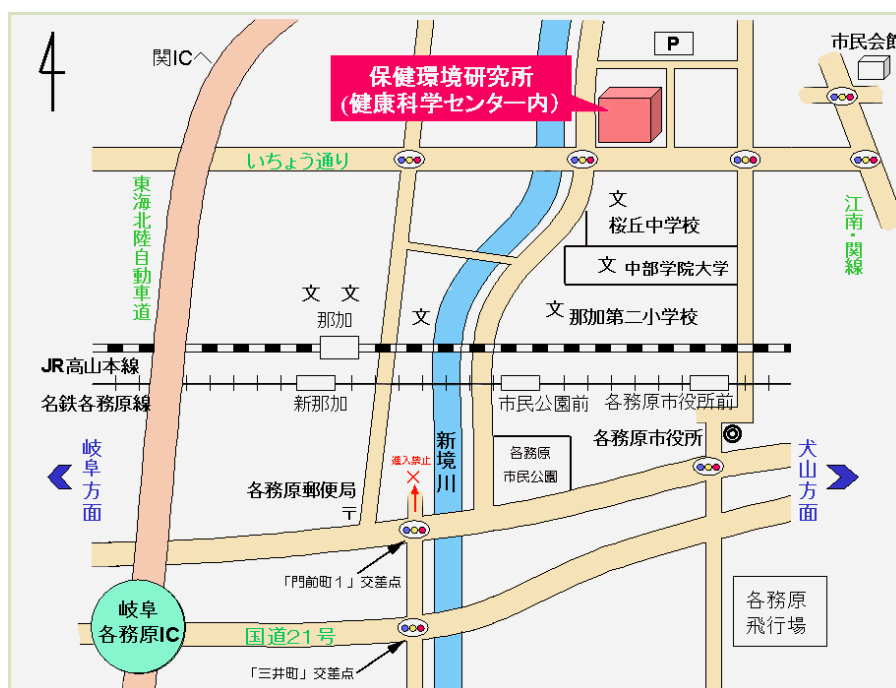 関ICへ
P
市民会館
保健環境研究所
(健康科学センター内)
いちょう通り
東海北陸自動車道
江南・関線
文
桜丘中学校
文 中部学院大学
文 文
那加
文
文 那加第二小学校
JR高山本線
名鉄各務原線
新那加
市民公園前
各務原市役所前
岐阜方面
進入禁止
新境川
各務原
市民公園
各務原市役所
犬山方面
各務原郵便局
〒
「門前町1」交差点
岐阜
各務原IC
国道21号
「三井町」交差点
各務原
飛行場